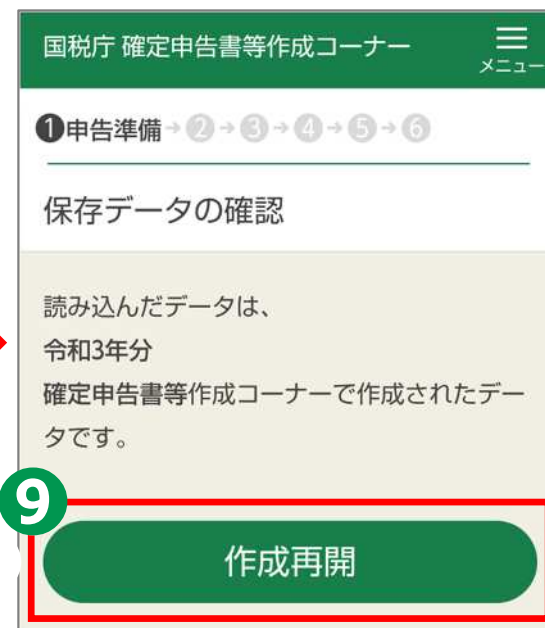 国税庁 確定申告書等作成コーナー
メニュー
❶申告準備→❷→❸→❹→❺→❻
保存データの確認
読み込んだデータは、
令和3年分
確定申告書等作成コーナーで作成されたデー
タです。
9
作成再開